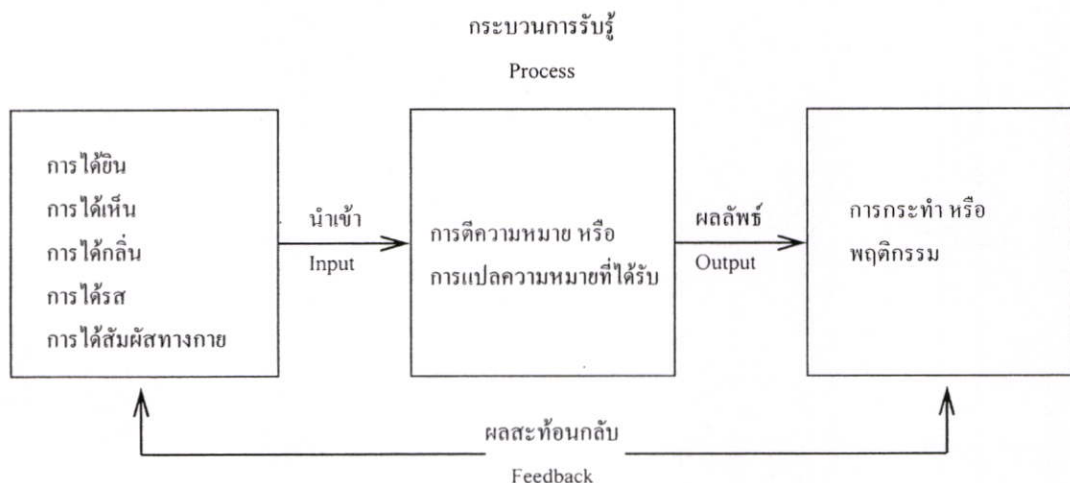 กระบวนการรับรู้
Process
การได้ยิน
การได้เห็น
การได้กลิ่น
การได้รส
การได้สัมผัสทางกาย
นำเข้า
Input
การตีความหมาย หรือ
การแปลความหมายที่ได้รับ
ผลลัพธ์
Output
การกระทำ หรือ
พฤติกรรม
ผลสะท้อนกลับ
Feedback